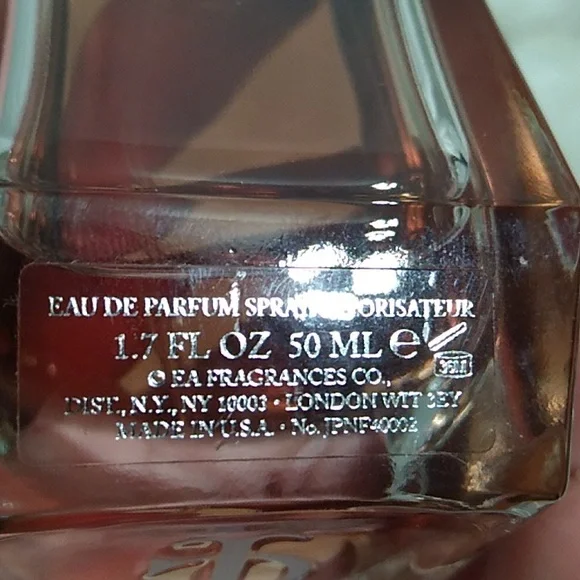 EAU DE PARFUM SPRAY VAPORISATEUR
1.7 FL OZ 50 ML e
36M
© EA FRAGRANCES CO.,
DIST., N.Y., NY 10003 · LONDON W1T 3EY
MADE IN U.S.A. · No. JPNF40002